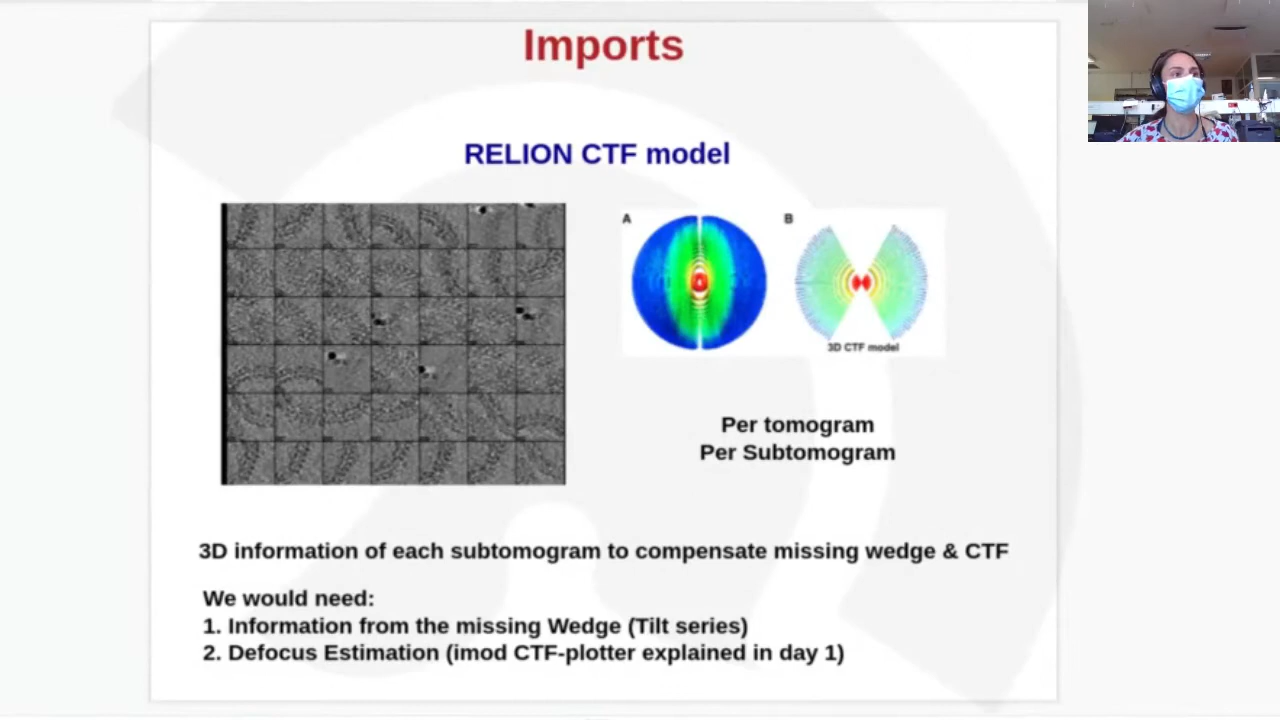 Imports
RELION CTF model
A
B
3D CTF model
Per tomogram
Per Subtomogram
3D information of each subtomogram to compensate missing wedge & CTF
We would need:
1. Information from the missing Wedge (Tilt series)
2. Defocus Estimation (imod CTF-plotter explained in day 1)